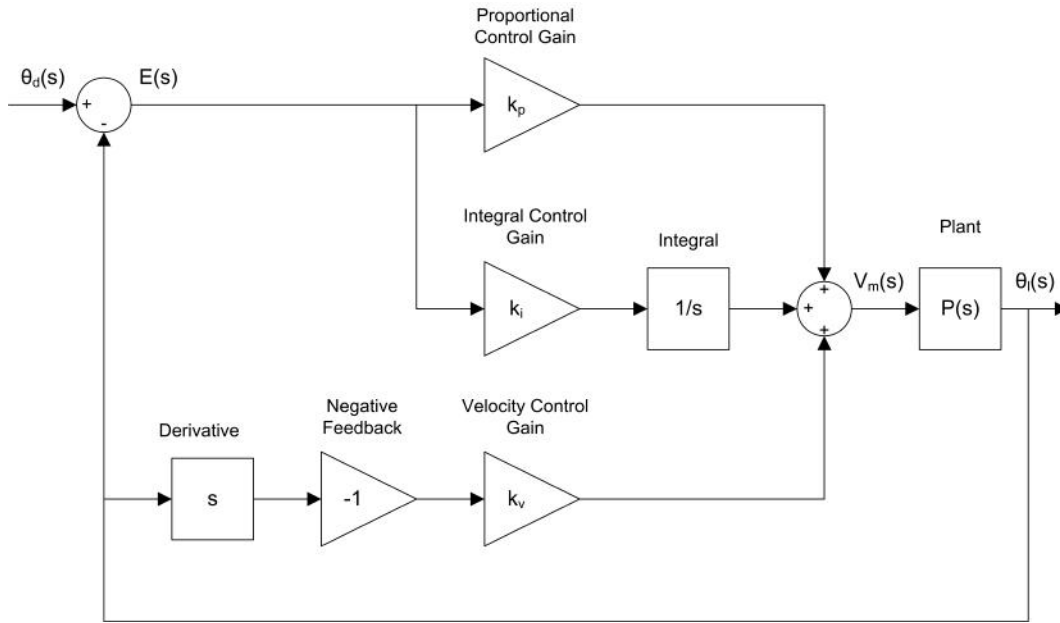 Proportional
Control Gain
θd(s)
E(s)
+
-
kp
Integral Control
Gain
Integral
Plant
ki
1/s
+
+
+
Vm(s)
P(s)
θl(s)
Derivative
Negative
Feedback
Velocity Control
Gain
s
-1
kv